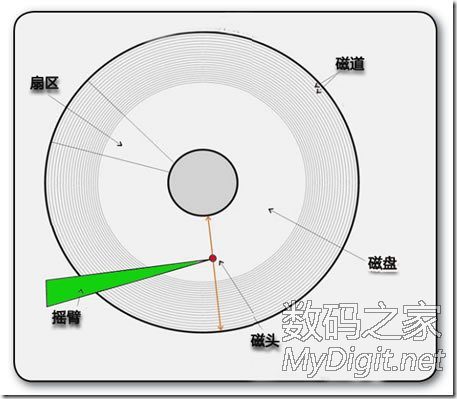 磁道
扇区
磁盘
摇臂
磁头
数码之家
MyDigit.net